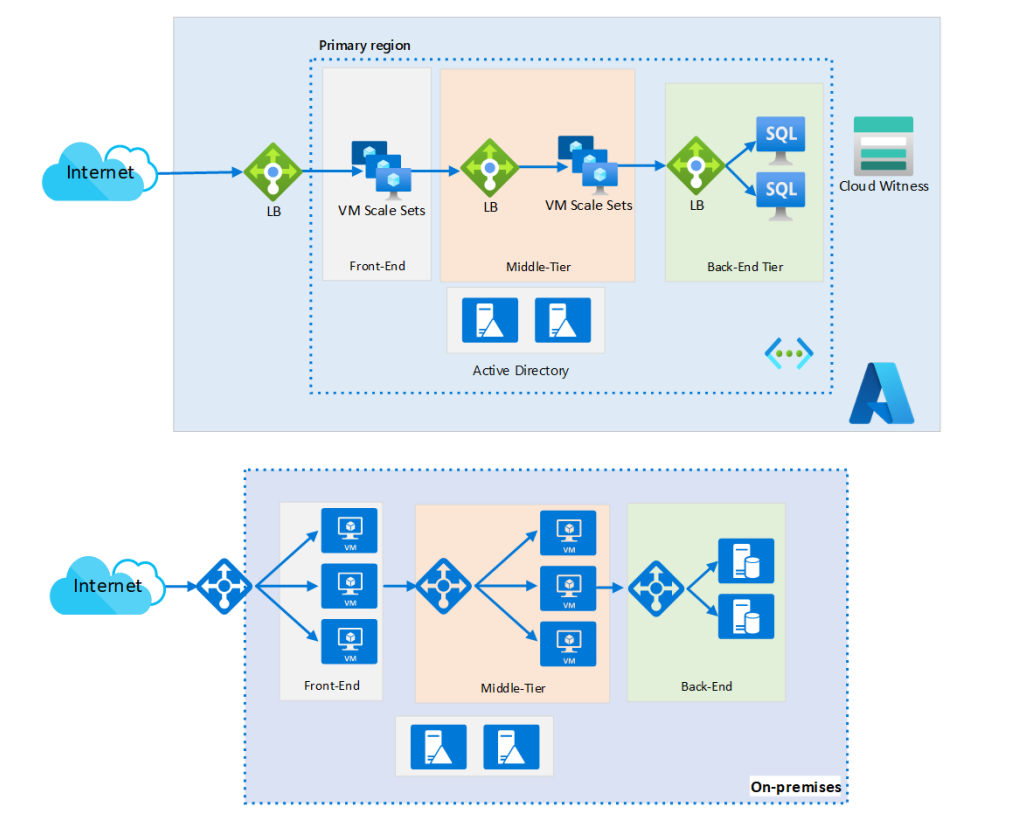 Primary region
Internet
SQL
SQL
LB
VM Scale Sets
LB
VM Scale Sets
LB
Cloud Witness
Front-End
Middle-Tier
Back-End Tier
Active Directory
Internet
VM
VM
VM
VM
VM
VM
Front-End
Middle-Tier
Back-End
On-premises